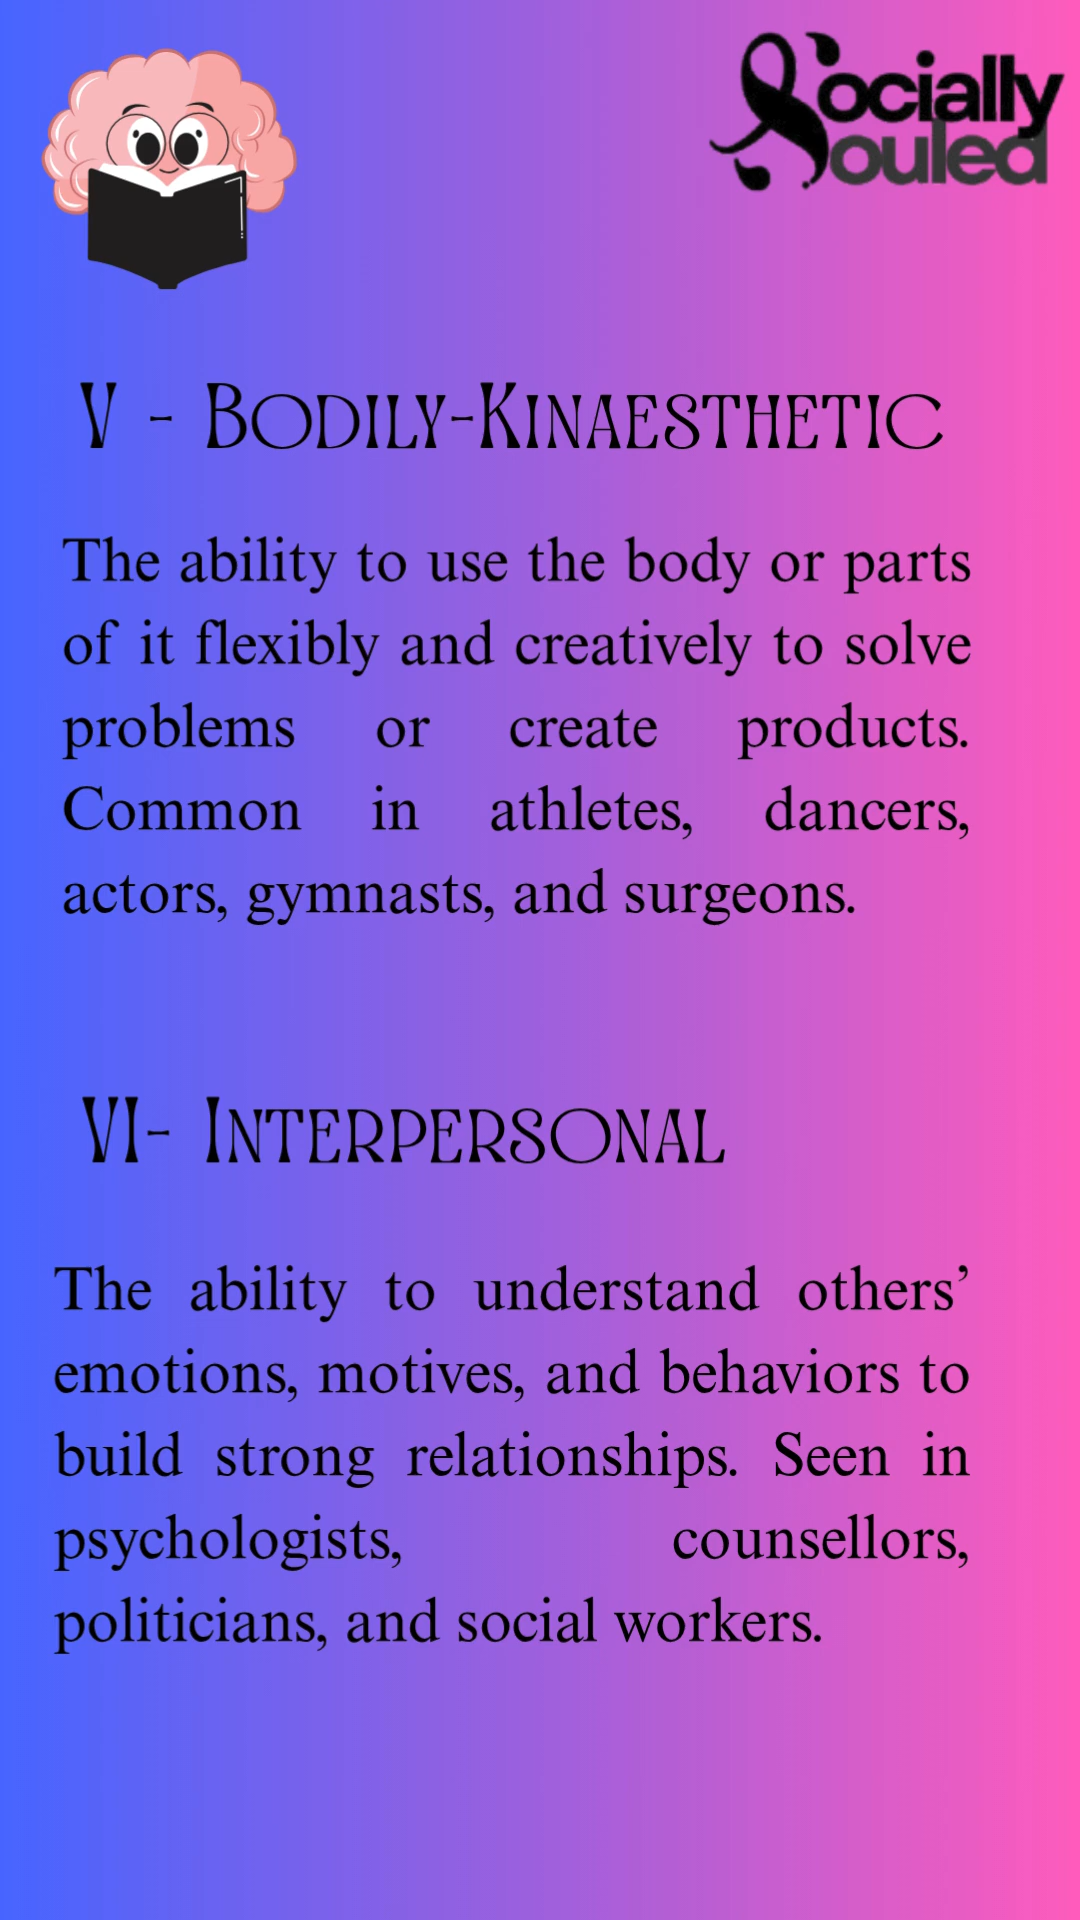 Socially
Souled
V - Bodily-Kinaesthetic
The ability to use the body or parts
of it flexibly and creatively to solve
problems or create products.
Common in athletes, dancers,
actors, gymnasts, and surgeons.
VI- Interpersonal
The ability to understand others’
emotions, motives, and behaviors to
build strong relationships. Seen in
psychologists, counsellors,
politicians, and social workers.